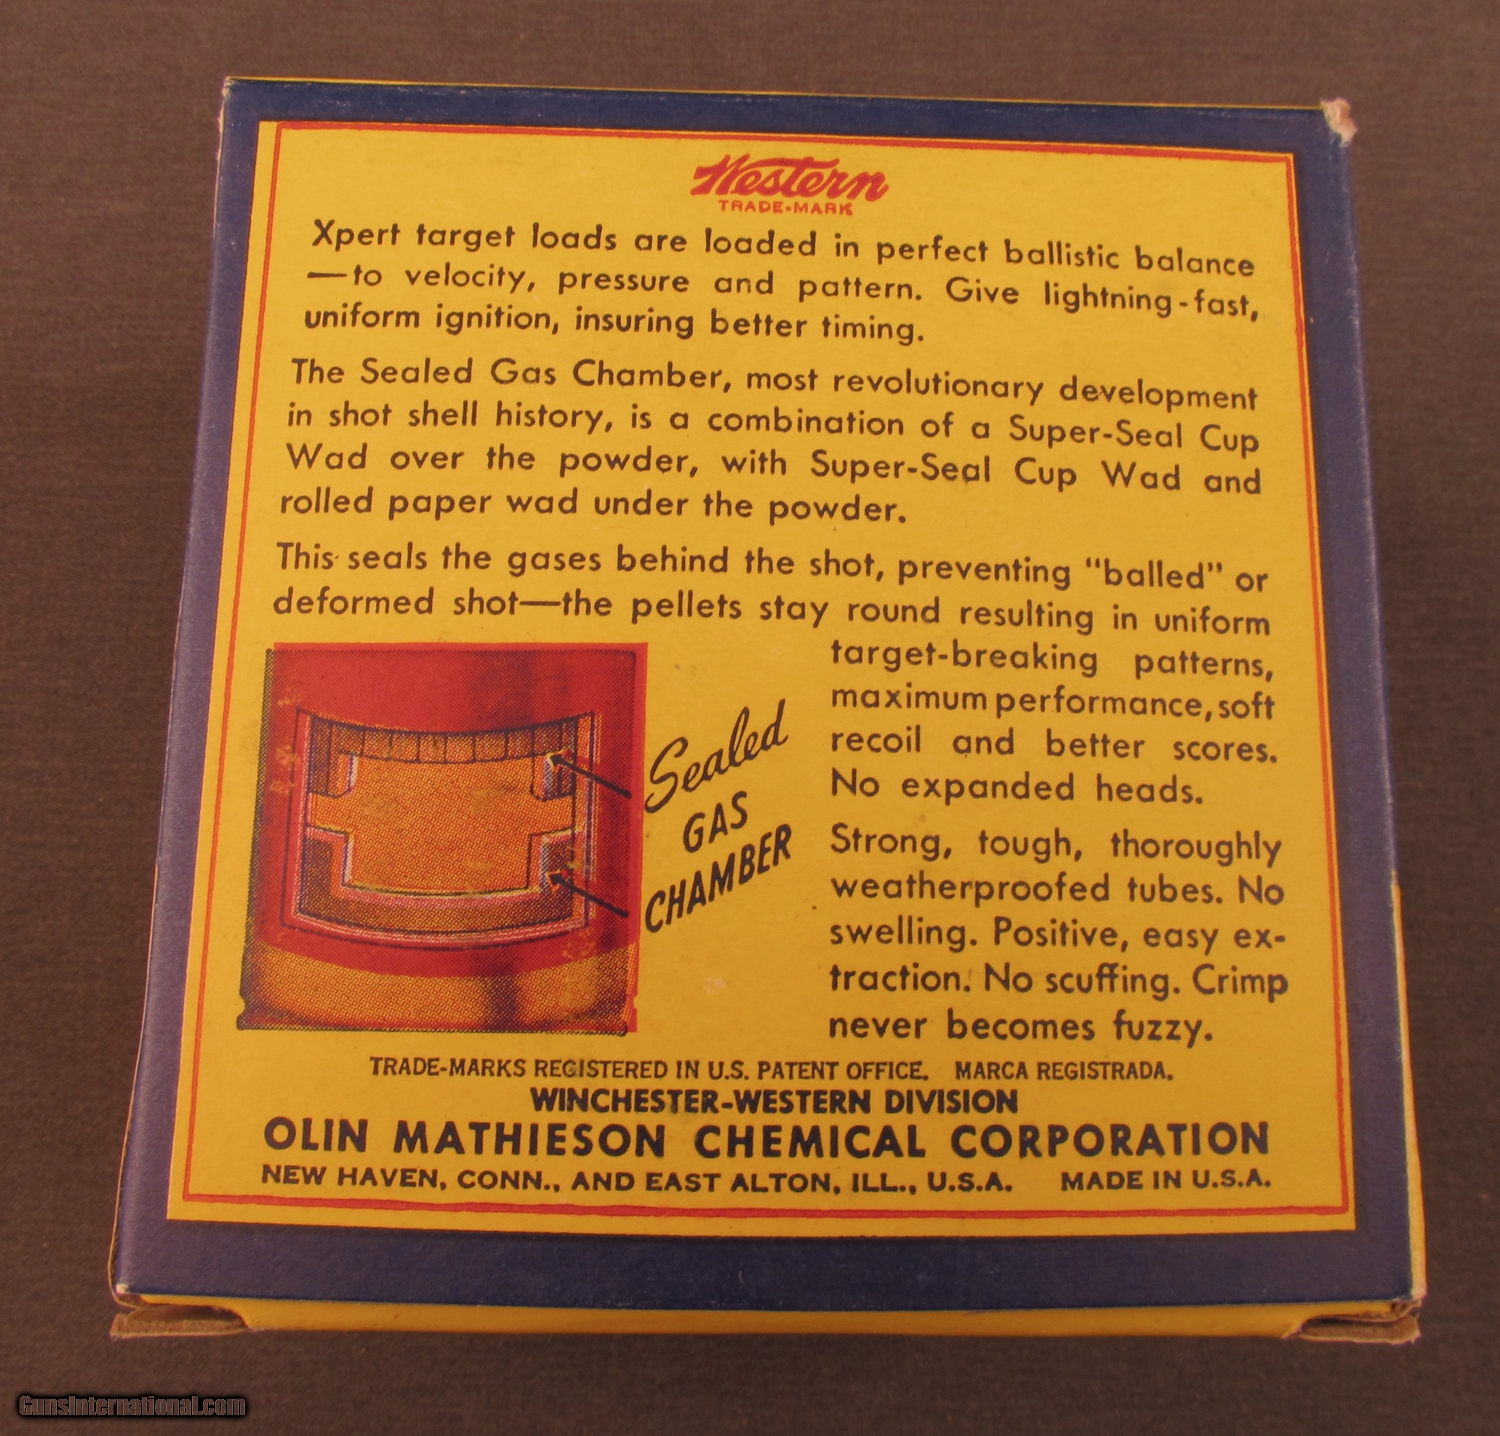 Western
TRADE-MARK
Xpert target loads are loaded in perfect ballistic balance
—to velocity, pressure and pattern. Give lightning-fast,
uniform ignition, insuring better timing.
The Sealed Gas Chamber, most revolutionary development
in shot shell history, is a combination of a Super-Seal Cup
Wad over the powder, with Super-Seal Cup Wad and
rolled paper wad under the powder.
This seals the gases behind the shot, preventing "balled" or
deformed shot—the pellets stay round resulting in uniform
target-breaking patterns,
maximum performance, soft
recoil and better scores.
No expanded heads.
Strong, tough, thoroughly
weatherproofed tubes. No
swelling. Positive, easy ex-
traction. No scuffing. Crimp
never becomes fuzzy.
Sealed
GAS
CHAMBER
TRADE-MARKS REGISTERED IN U.S. PATENT OFFICE. MARCA REGISTRADA.
WINCHESTER-WESTERN DIVISION
OLIN MATHIESON CHEMICAL CORPORATION
NEW HAVEN, CONN., AND EAST ALTON, ILL., U.S.A. MADE IN U.S.A.
GunsInternational.com